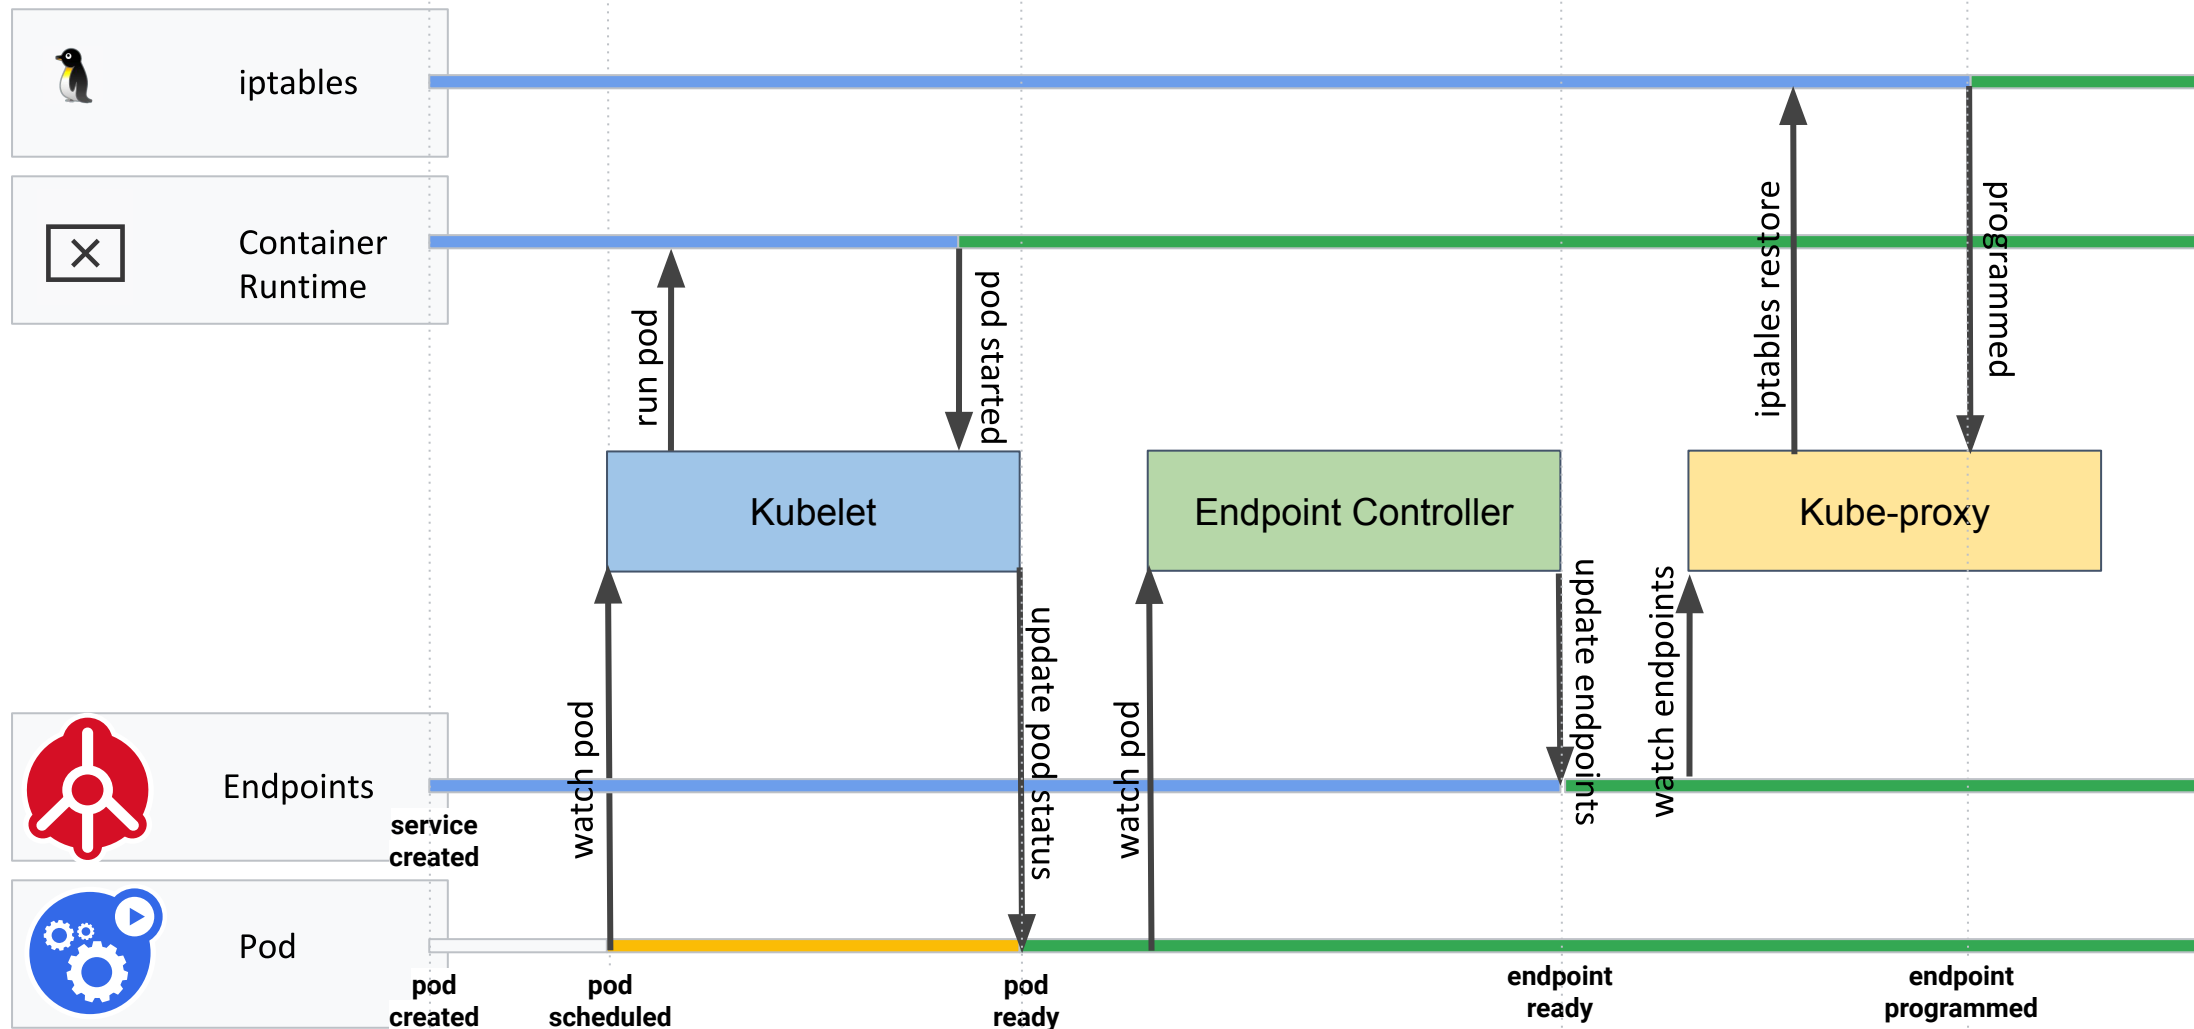 iptables
Container
Runtime
run pod
pod started
iptables restore
programmed
Kubelet
Endpoint Controller
Kube-proxy
watch pod
update pod status
watch pod
update endpoints
watch endpoints
Endpoints
service
created
Pod
pod
created
pod
scheduled
pod
ready
endpoint
ready
endpoint
programmed